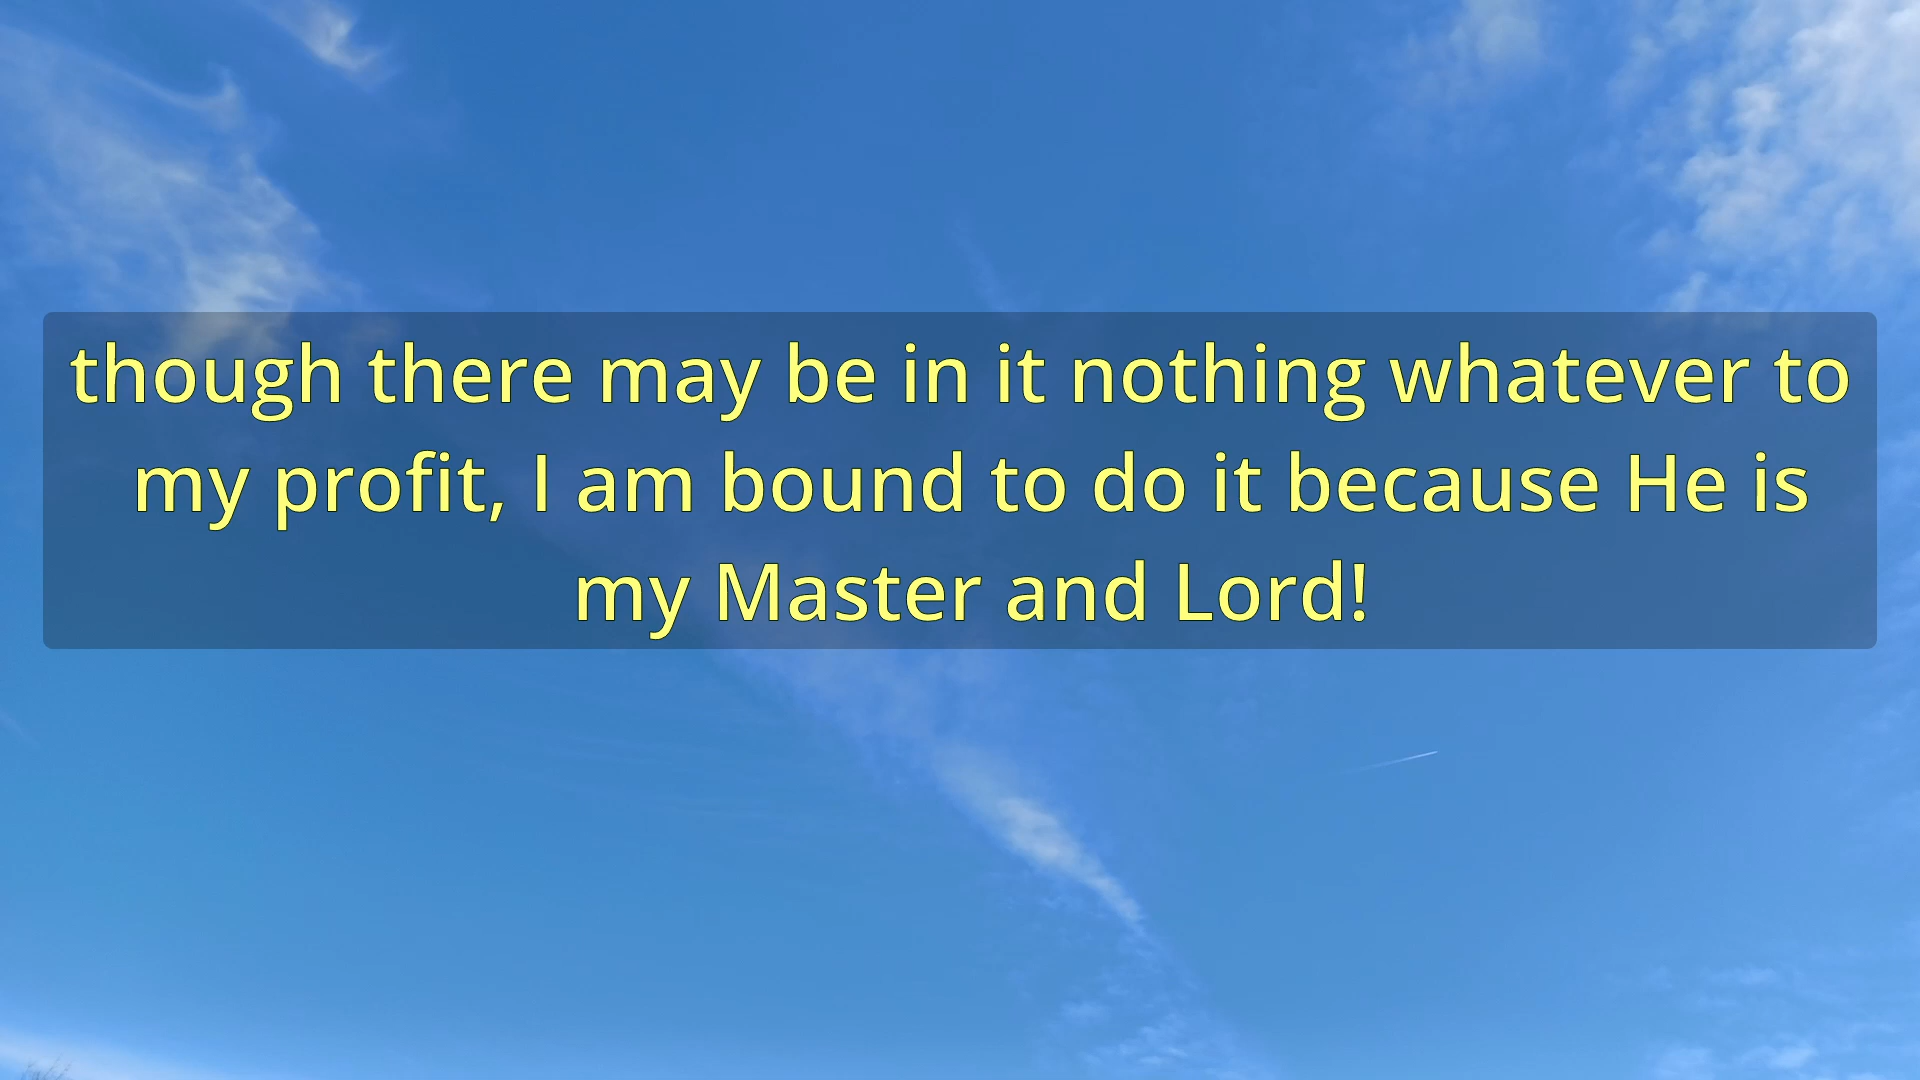 though there may be in it nothing whatever to
my profit, I am bound to do it because He is
my Master and Lord!